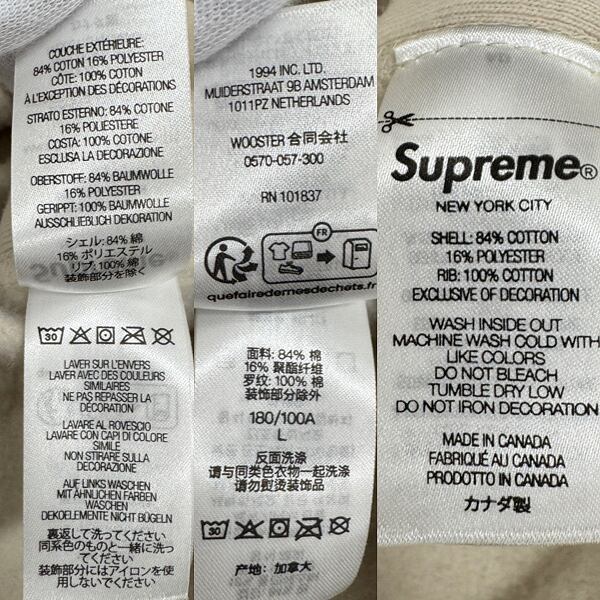 COUCHE EXTÉRIEURE:
84% COTON 16% POLYESTER
CÔTE: 100% COTON
À L'EXCEPTION DES DÉCORATIONS
STRATO ESTERNO: 84% COTONE
16% POLIESTERE
COSTA: 100% COTONE
ESCLUSA LA DECORAZIONE
OBERSTOFF: 84% BAUMWOLLE
16% POLYESTER
GERIPPT: 100% BAUMWOLLE
AUSSCHLIEBLICH DEKORATION
シェル: 84% 綿
16% ポリエステル
リブ: 100% 綿
装飾部分を除く
30
LAVER SUR L'ENVERS
LAVER AVEC DES COULEURS
SIMILAIRES
NE PAS REPASSER LA
DÉCORATION
LAVARE AL ROVESCIO
LAVARE CON CAPI DI COLORE
SIMILE
NON STIRARE SULLA
DECORAZIONE
AUF LINKS WASCHEN
MIT ÄHNLICHEN FARBEN
WASCHEN
DEKOELEMENTE NICHT BÜGELN
裏返して洗ってください
同系色のものと一緒に洗っ
てください
装飾部分にはアイロンを使
用しないでください
1994 INC. LTD.
MUIDERSTRAAT 9B AMSTERDAM
1011PZ NETHERLANDS
WOOSTER 合同会社
0570-057-300
RN 101837
FR
quefairedemesdechets.fr
面料: 84% 棉
16% 聚酯纤维
罗纹: 100% 棉
装饰部分除外
180/100A
L
反面洗涤
请与同类色衣物一起洗涤
请勿熨烫装饰品
30
产地: 加拿大
Supreme®
NEW YORK CITY
SHELL: 84% COTTON
16% POLYESTER
RIB: 100% COTTON
EXCLUSIVE OF DECORATION
WASH INSIDE OUT
MACHINE WASH COLD WITH
LIKE COLORS
DO NOT BLEACH
TUMBLE DRY LOW
DO NOT IRON DECORATION
MADE IN CANADA
FABRIQUÉ AU CANADA
PRODOTTO IN CANADA
カナダ製